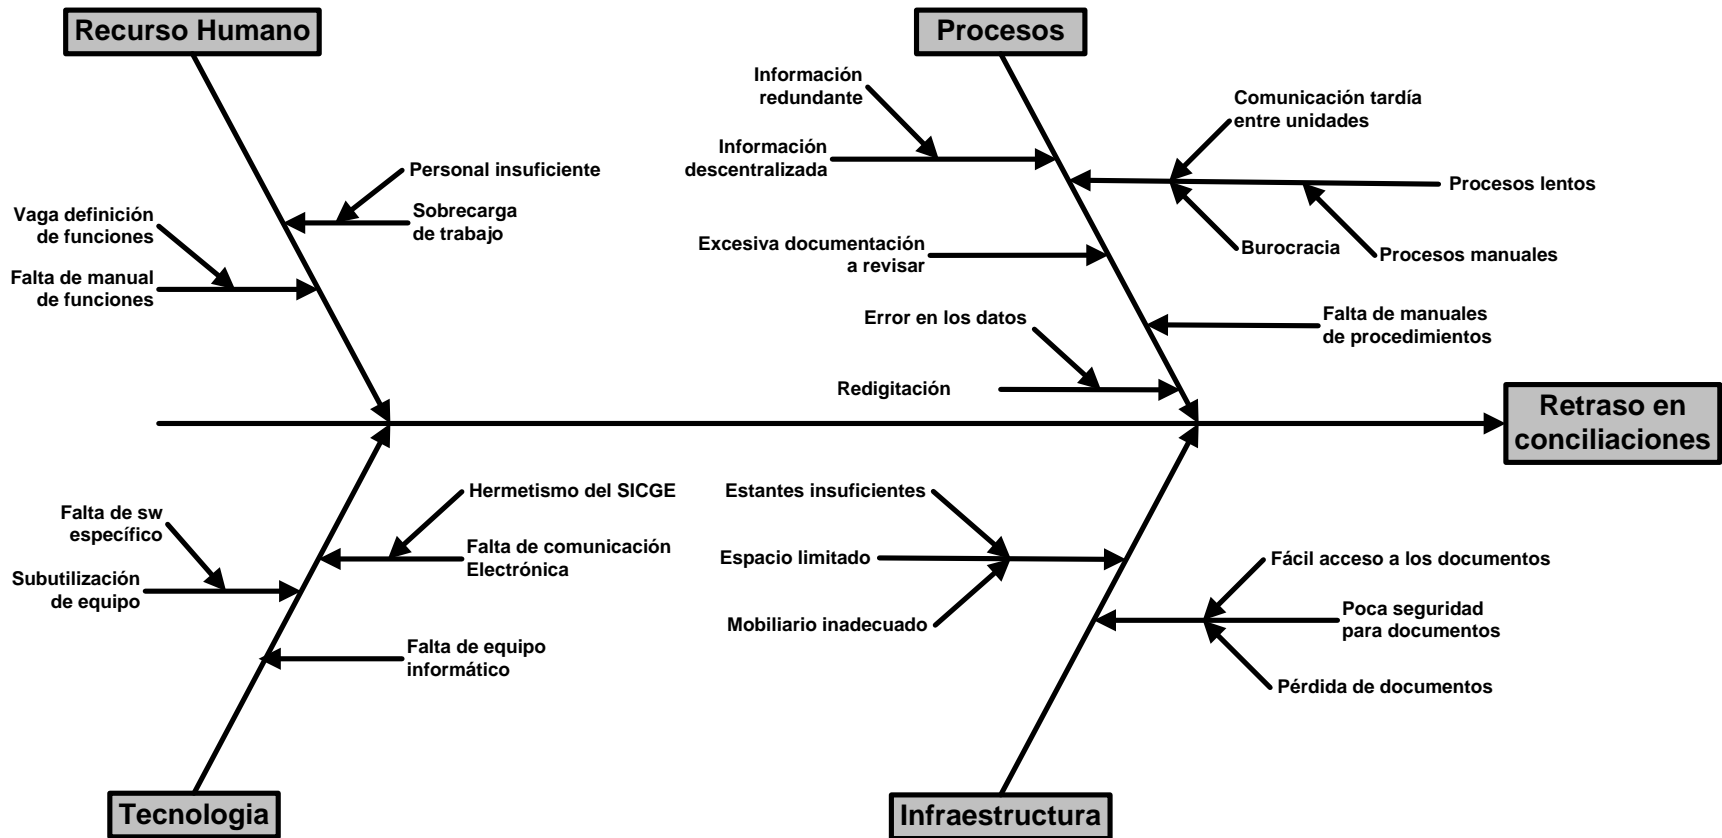 Recurso Humano
Procesos
Información
redundante
Comunicación tardía
entre unidades
Información
descentralizada
Personal insuficiente
Procesos lentos
Vaga definición
de funciones
Sobrecarga
de trabajo
Excesiva documentación
a revisar
Burocracia
Procesos manuales
Falta de manual
de funciones
Error en los datos
Falta de manuales
de procedimientos
Redigitación
Retraso en
conciliaciones
Hermetismo del SICGE
Estantes insuficientes
Falta de sw
específico
Falta de comunicación
Electrónica
Espacio limitado
Fácil acceso a los documentos
Subutilización
de equipo
Mobiliario inadecuado
Poca seguridad
para documentos
Falta de equipo
informático
Pérdida de documentos
Tecnologia
Infraestructura